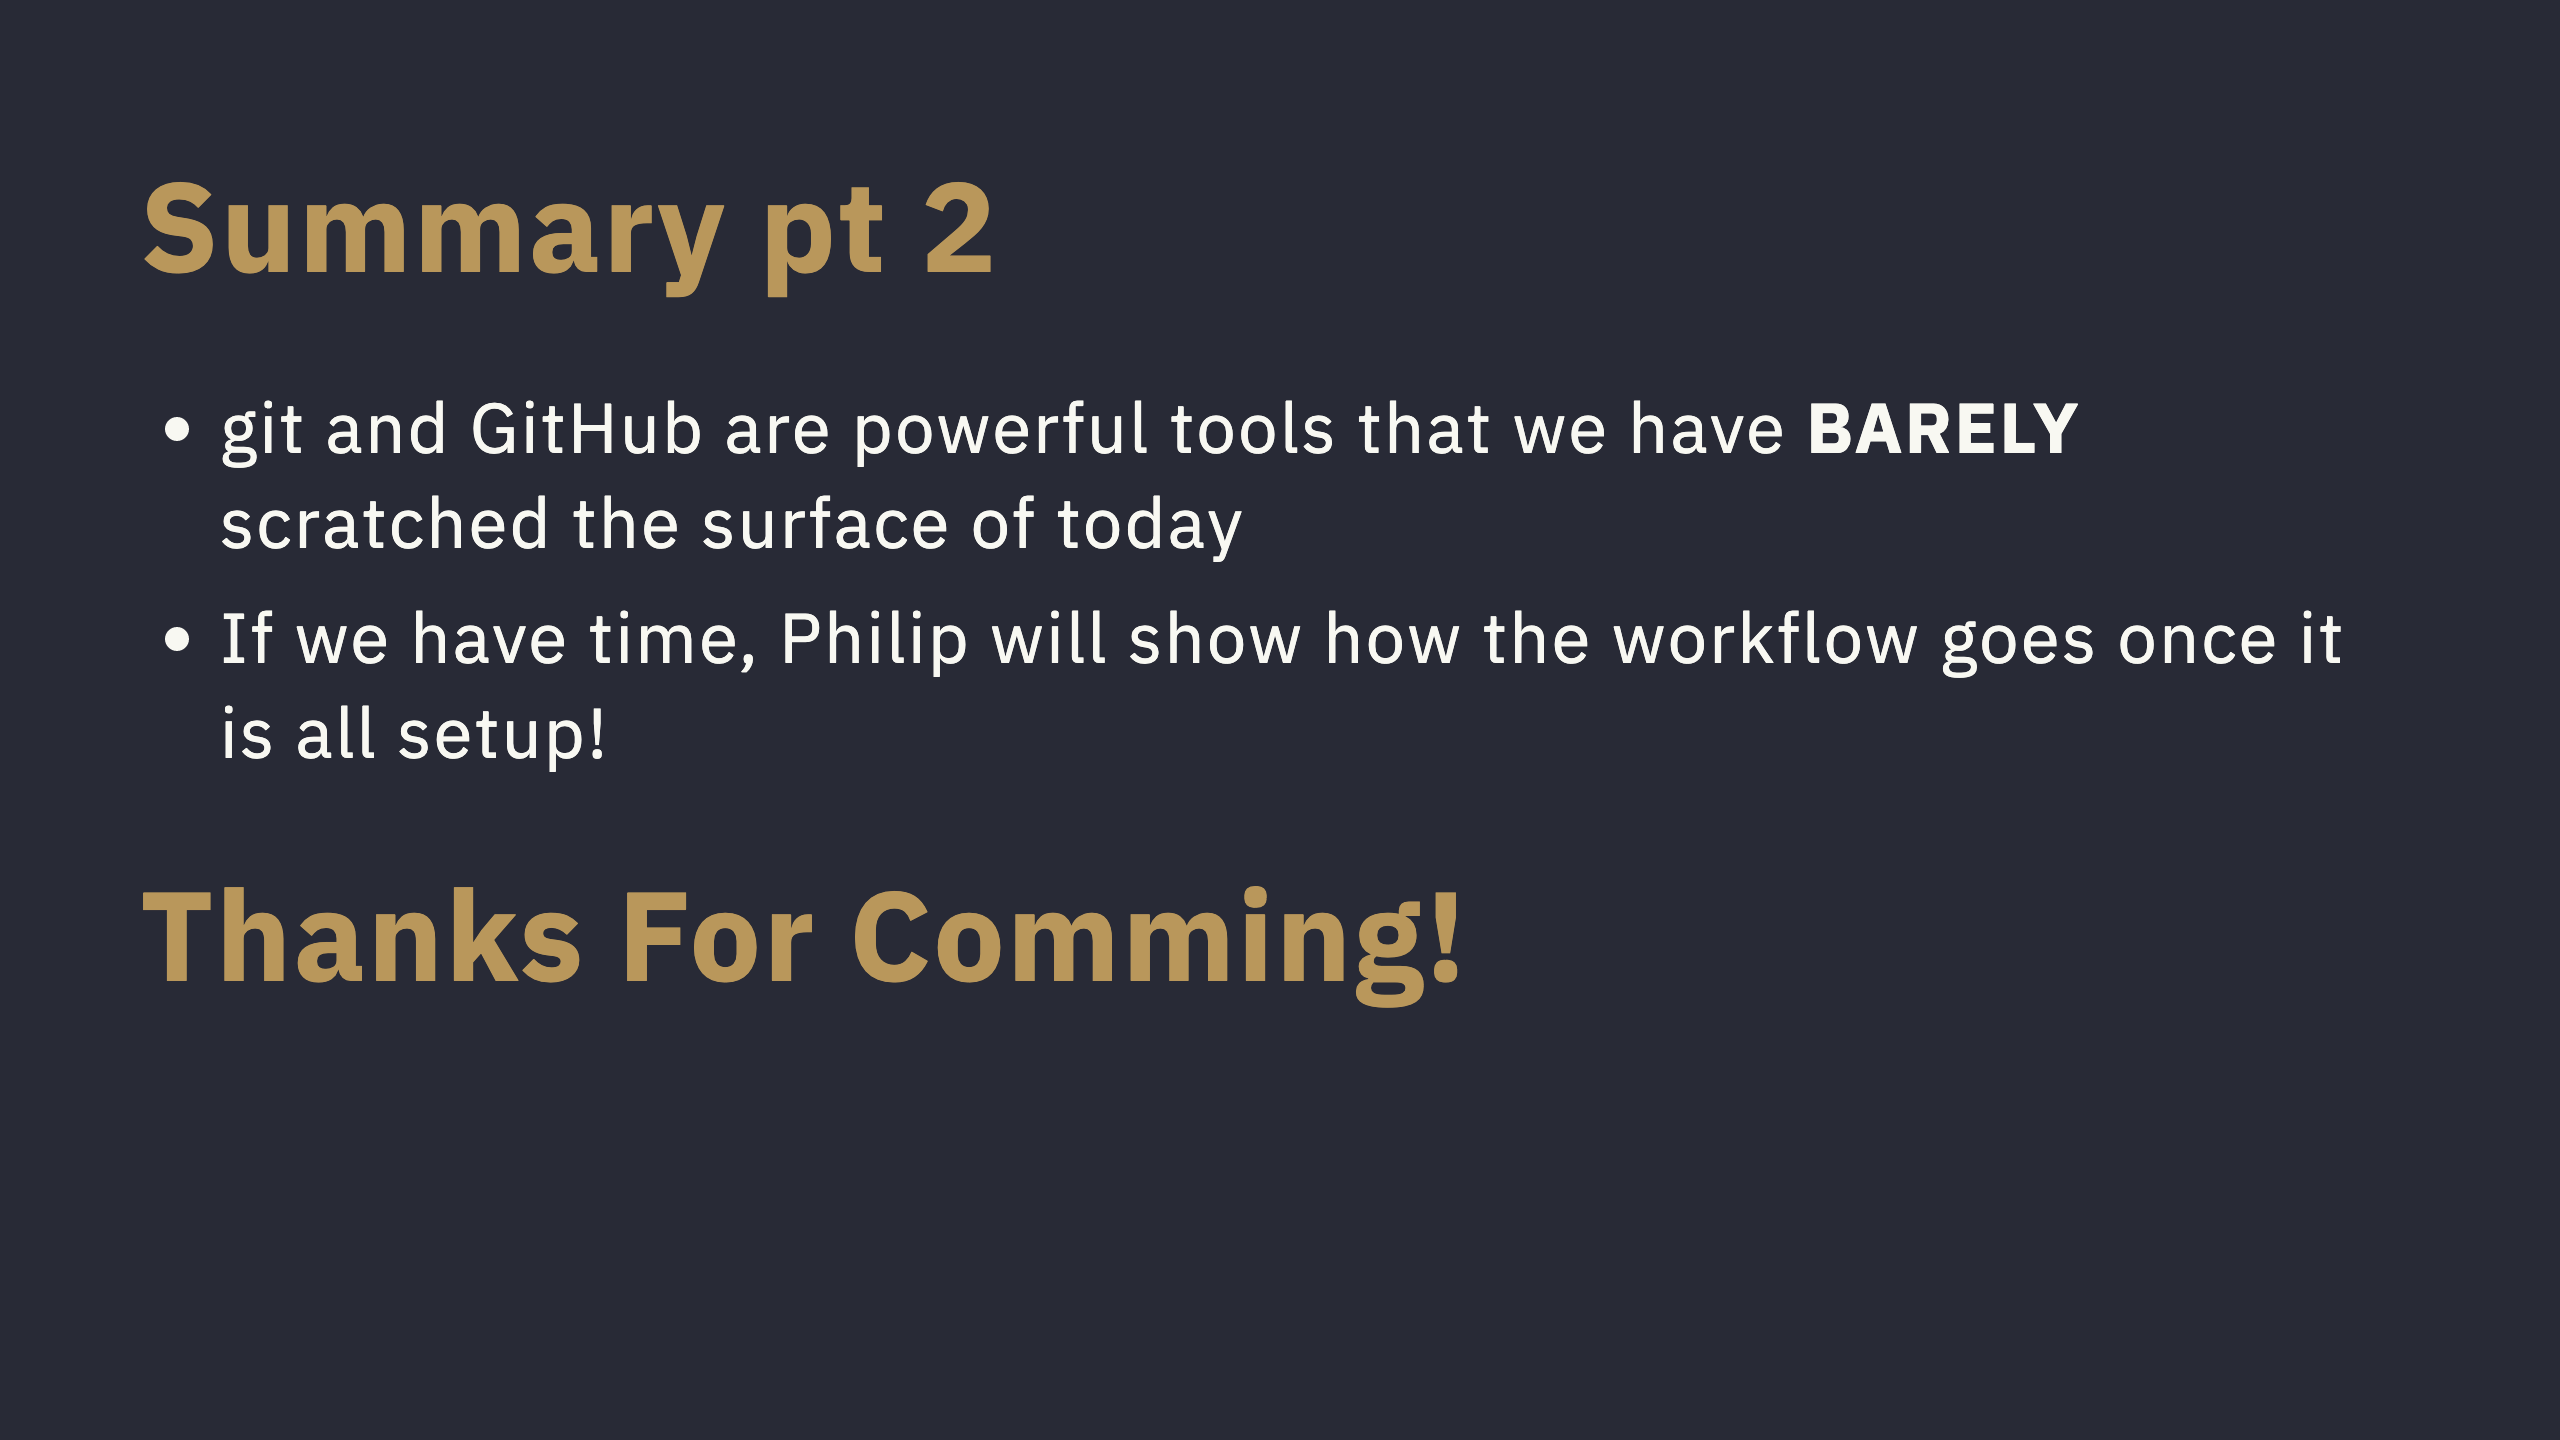 Summary pt 2
• git and GitHub are powerful tools that we have BARELY
scratched the surface of today
• If we have time, Philip will show how the workflow goes once it
is all setup!
Thanks For Comming!